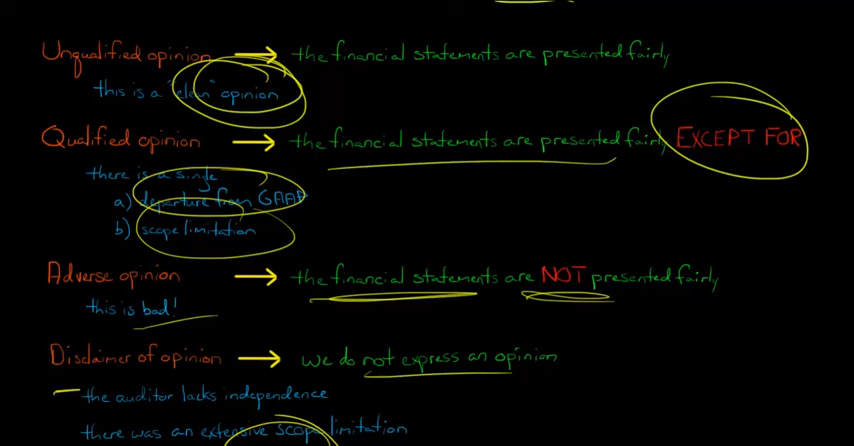 Unqualified opinion → the financial statements are presented fairly
this is a "clean" opinion
Qualified opinion → the financial statements are presented fairly EXCEPT FOR
there is a single
a) departure from GAAP
b) scope limitation
Adverse opinion → the financial statements are NOT presented fairly
this is bad!
Disclaimer of opinion → we do not express an opinion
the auditor lacks independence
there was an extensive scope limitation